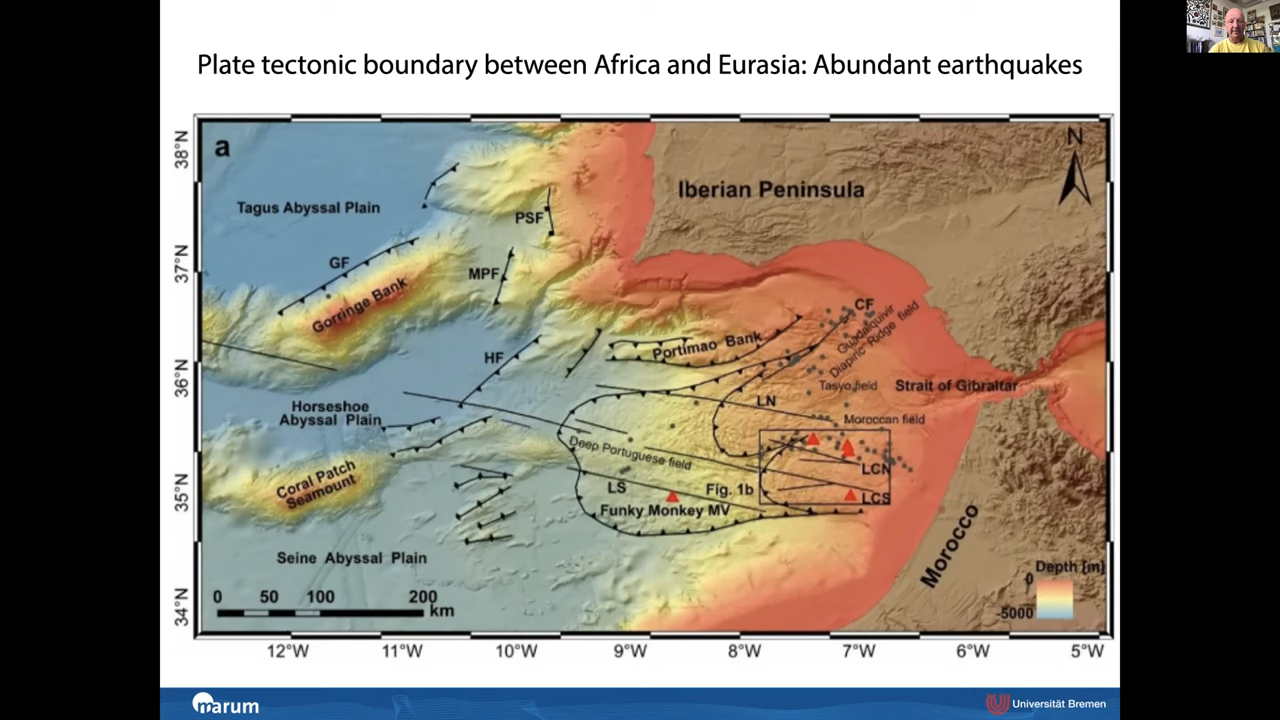 Plate tectonic boundary between Africa and Eurasia: Abundant earthquakes
a
N
38°N
37°N
36°N
35°N
34°N
Iberian Peninsula
Tagus Abyssal Plain
PSF
GF
MPF
Gorringe Bank
CF
Guadalquivir
Diapiric Ridge field
Portimao Bank
HF
Tasyo field
Strait of Gibraltar
LN
Horseshoe
Abyssal Plain
Moroccan field
Deep Portuguese field
LCN
Coral Patch
Seamount
LS
Fig. 1b
LCS
Funky Monkey MV
Morocco
Seine Abyssal Plain
Depth [m]
0
-5000
0 50 100 200
km
12°W 11°W 10°W 9°W 8°W 7°W 6°W 5°W
marum
Universität Bremen